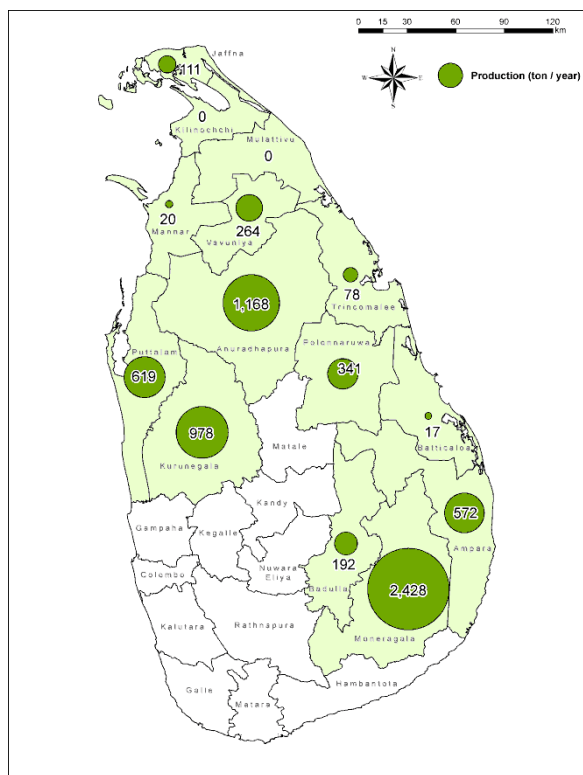 0 15 30 60 90 120
km
N
W E
S
Production (ton / year)
Jaffna
111
0
Kilinochchi
Mulattivu
0
20
Mannar
264
Vavuniya
78
Trincomalee
1,168
Anuradhapura
Polonnaruwa
341
Puttalam
619
17
Batticaloa
978
Kurunegala
Matale
Kandy
572
Ampara
Gampaha
Kegalle
192
Badulla
Nuwara
Eliya
2,428
Colombo
Moneragala
Kalutara
Rathnapura
Hambantota
Galle
Matara